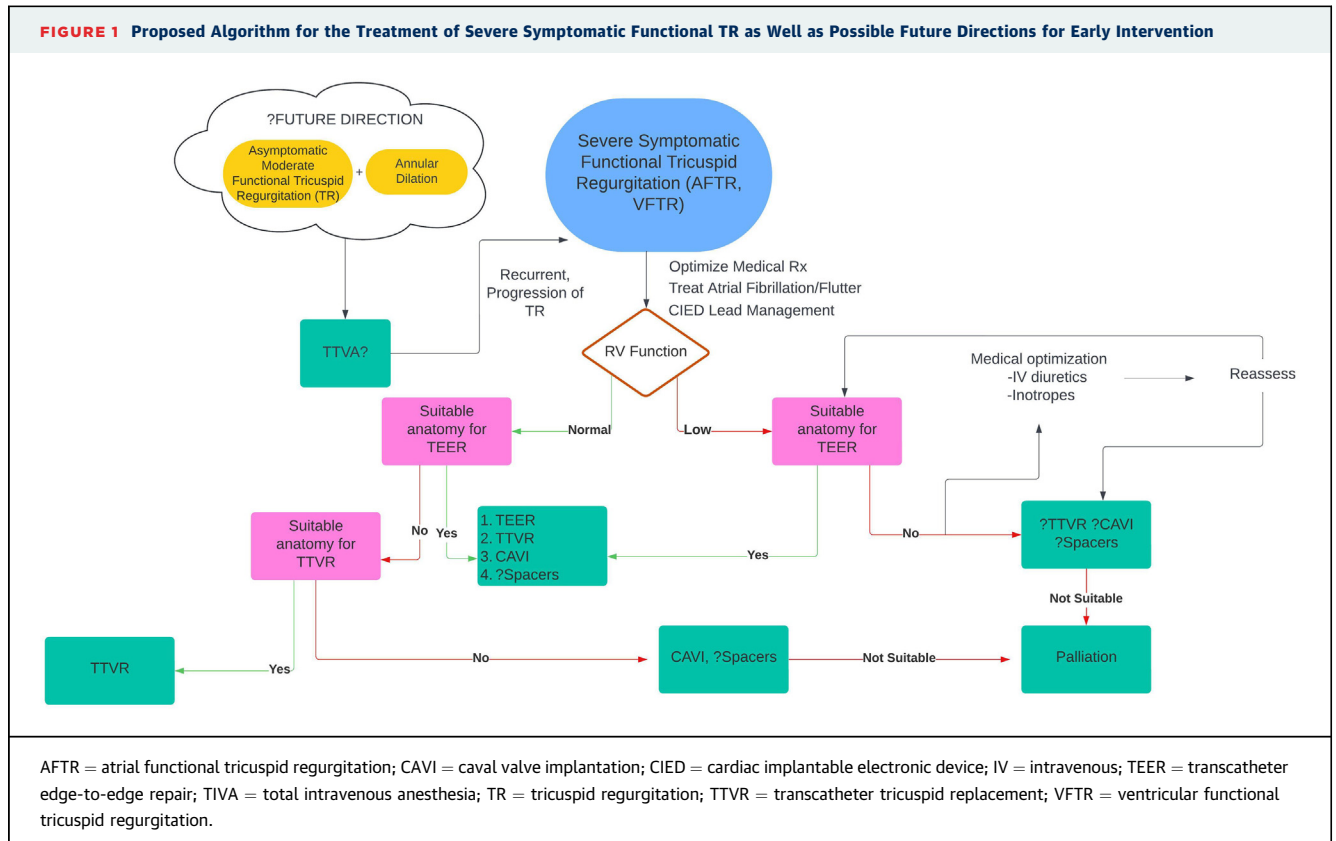 FIGURE 1 Proposed Algorithm for the Treatment of Severe Symptomatic Functional TR as Well as Possible Future Directions for Early Intervention
?FUTURE DIRECTION
Asymptomatic
Moderate
Functional Tricuspid
Regurgitation (TR)
+
Annular
Dilation
Severe Symptomatic
Functional Tricuspid
Regurgitation (AFTR,
VFTR)
Recurrent,
Progression of
TR
Optimize Medical Rx
Treat Atrial Fibrillation/Flutter
CIED Lead Management
TTVA?
RV Function
Medical optimization
-IV diuretics
-Inotropes
Reassess
Suitable
anatomy for
TEER
Normal
Low
Suitable
anatomy for
TEER
Suitable
anatomy for
TTVR
No
Yes
1. TEER
2. TTVR
3. CAVI
4. ?Spacers
Yes
No
?TTVR ?CAVI
?Spacers
Not Suitable
TTVR
Yes
No
CAVI, ?Spacers
Not Suitable
Palliation
AFTR = atrial functional tricuspid regurgitation; CAVI = caval valve implantation; CIED = cardiac implantable electronic device; IV = intravenous; TEER = transcatheter
edge-to-edge repair; TIVA = total intravenous anesthesia; TR = tricuspid regurgitation; TTVR = transcatheter tricuspid replacement; VFTR = ventricular functional
tricuspid regurgitation.